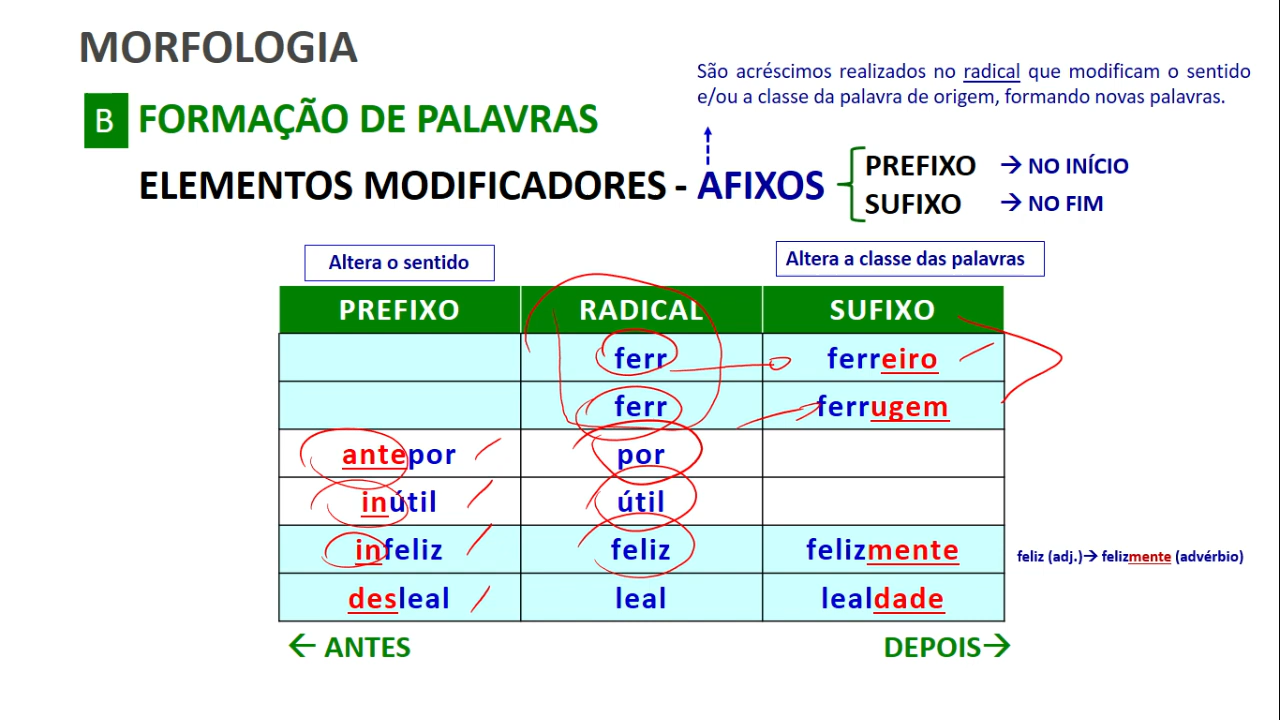 MORFOLOGIA
São acréscimos realizados no radical que modificam o sentido
e/ou a classe da palavra de origem, formando novas palavras.
B FORMAÇÃO DE PALAVRAS
ELEMENTOS MODIFICADORES - AFIXOS
PREFIXO → NO INÍCIO
SUFIXO → NO FIM
Altera o sentido
Altera a classe das palavras
PREFIXO RADICAL SUFIXO
ferr ferreiro
ferr ferrugem
antepor por
inútil útil
infeliz feliz felizmente
feliz (adj.)→ felizmente (advérbio)
desleal leal lealdade
← ANTES DEPOIS→